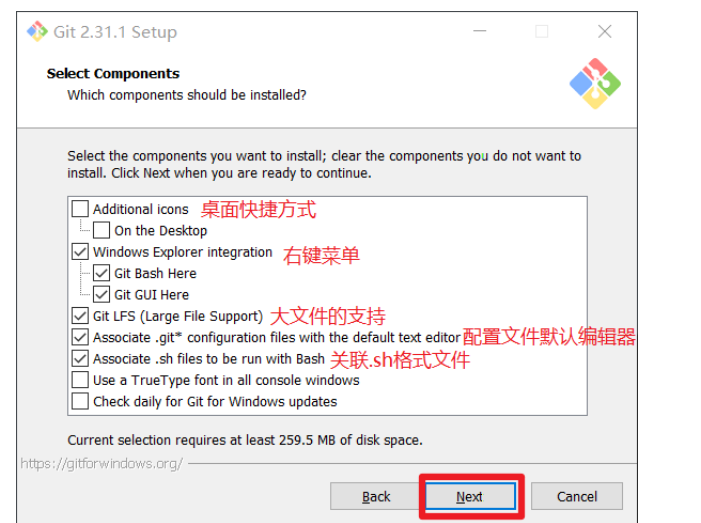 Git 2.31.1 Setup
Select Components
Which components should be installed?
Select the components you want to install; clear the components you do not want to
install. Click Next when you are ready to continue.
Additional icons 桌面快捷方式
On the Desktop
Windows Explorer integration 右键菜单
Git Bash Here
Git GUI Here
Git LFS (Large File Support) 大文件的支持
Associate .git* configuration files with the default text editor 配置文件默认编辑器
Associate .sh files to be run with Bash 关联.sh格式文件
Use a TrueType font in all console windows
Check daily for Git for Windows updates
Current selection requires at least 259.5 MB of disk space.
https://gitforwindows.org/
Back Next Cancel